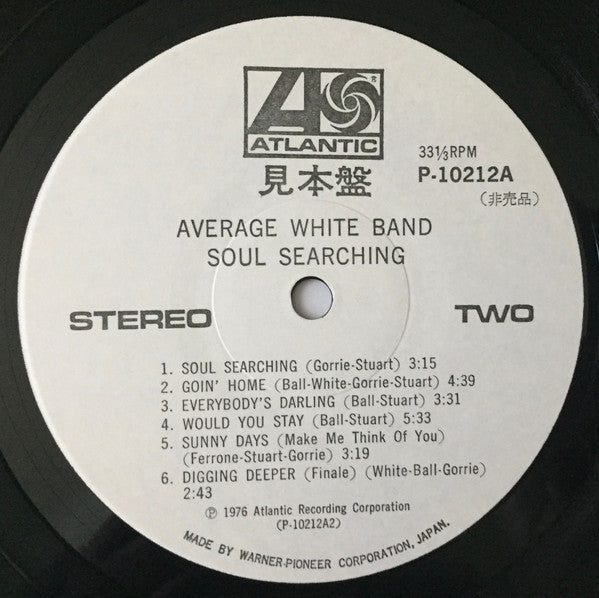 ATLANTIC
®
見本盤
33⅓RPM
P-10212A
(非売品)
AVERAGE WHITE BAND
SOUL SEARCHING
STEREO
TWO
1. SOUL SEARCHING (Gorrie-Stuart) 3:15
2. GOIN' HOME (Ball-White-Gorrie-Stuart) 4:39
3. EVERYBODY'S DARLING (Ball-Stuart) 3:31
4. WOULD YOU STAY (Ball-Stuart) 5:33
5. SUNNY DAYS (Make Me Think Of You)
(Ferrone-Stuart-Gorrie) 3:19
6. DIGGING DEEPER (Finale) (White-Ball-Gorrie)
2:43
℗ 1976 Atlantic Recording Corporation
(P-10212A2)
MADE BY WARNER-PIONEER CORPORATION, JAPAN.